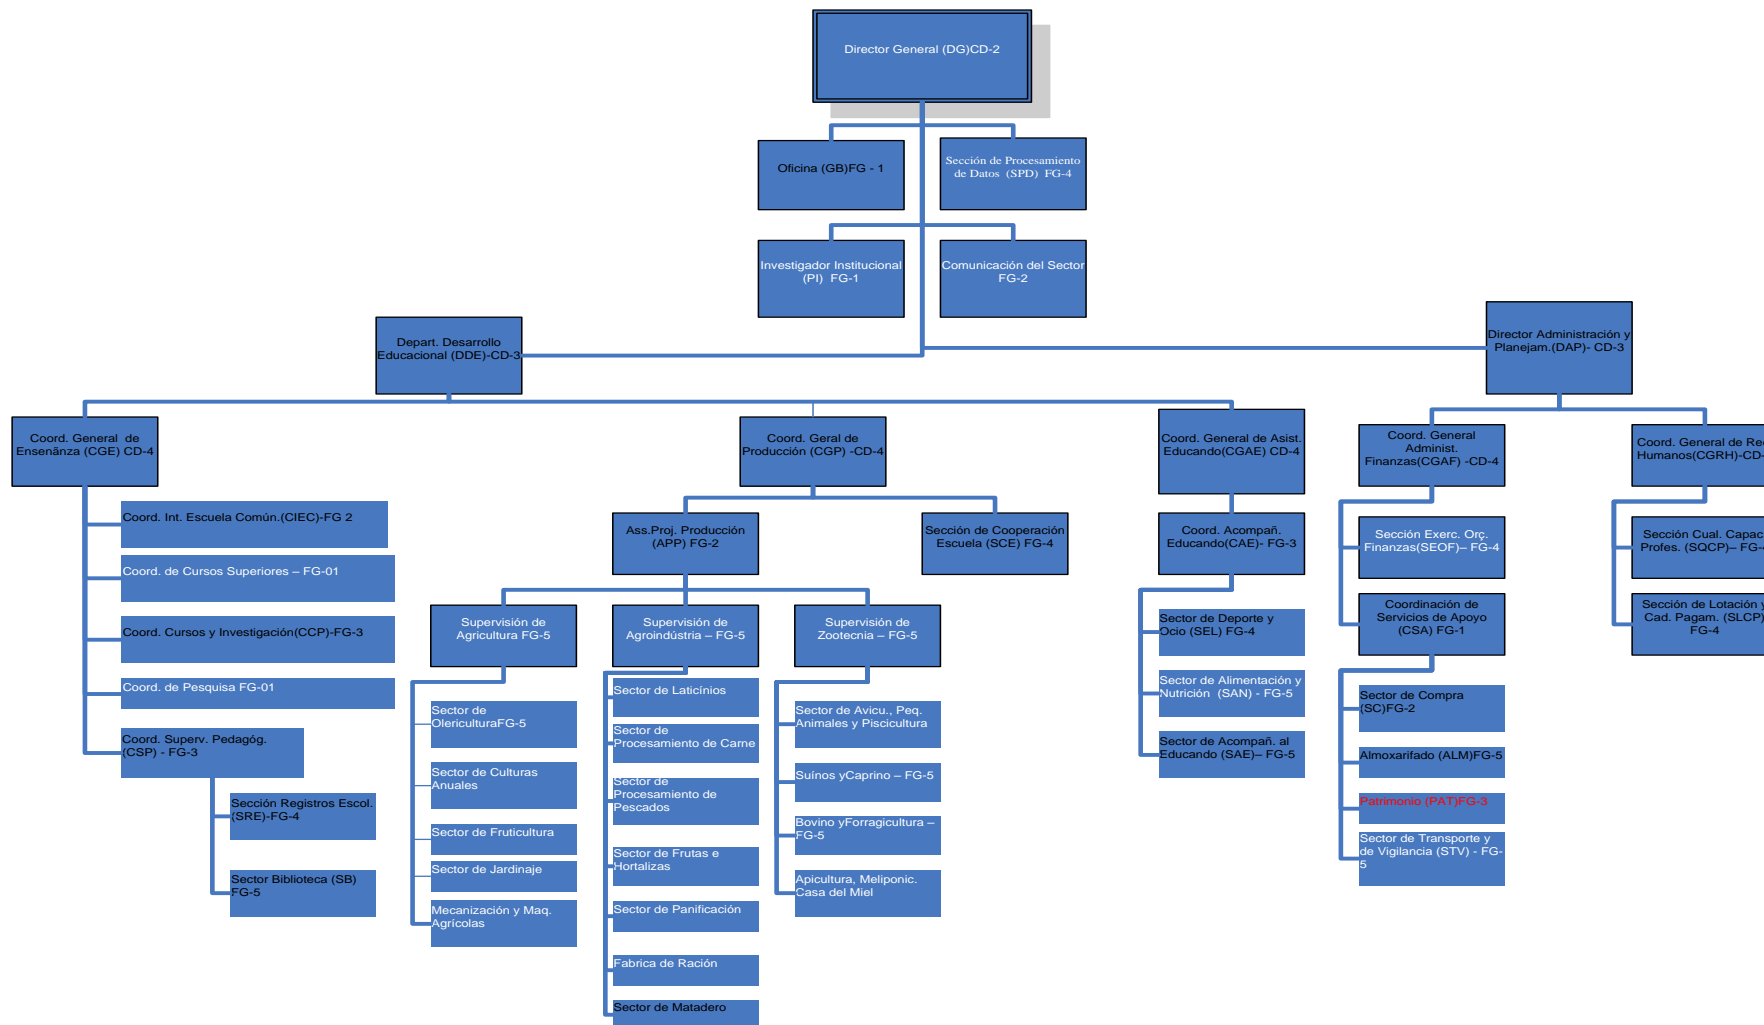 Director General (DG)CD-2
Oficina (GB)FG - 1
Sección de Procesamiento
de Datos (SPD) FG-4
Investigador Institucional
(PI) FG-1
Comunicación del Sector
FG-2
Depart. Desarrollo
Educacional (DDE)-CD-3
Director Administración y
Planejam.(DAP)- CD-3
Coord. General de
Ensenãnza (CGE) CD-4
Coord. Geral de
Producción (CGP) -CD-4
Coord. General de Asist.
Educando(CGAE) CD-4
Coord. General
Administ.
Finanzas(CGAF) -CD-4
Coord. General de Rec
Humanos(CGRH)-CD-
Coord. Int. Escuela Común.(CIEC)-FG 2
Coord. de Cursos Superiores – FG-01
Coord. Cursos y Investigación(CCP)-FG-3
Coord. de Pesquisa FG-01
Coord. Superv. Pedagóg.
(CSP) - FG-3
Sección Registros Escol.
(SRE)-FG-4
Sector Biblioteca (SB)
FG-5
Ass.Proj. Producción
(APP) FG-2
Sección de Cooperación
Escuela (SCE) FG-4
Supervisión de
Agricultura FG-5
Supervisión de
Agroindústria – FG-5
Supervisión de
Zootecnia – FG-5
Sector de
OlericulturaFG-5
Sector de Culturas
Anuales
Sector de Fruticultura
Sector de Jardinaje
Mecanización y Maq.
Agrícolas
Sector de Laticínios
Sector de
Procesamiento de Carne
Sector de
Procesamiento de
Pescados
Sector de Frutas e
Hortalizas
Sector de Panificación
Fabrica de Ración
Sector de Matadero
Sector de Avicu., Peq.
Animales y Piscicultura
Suínos yCaprino – FG-5
Bovino yForragicultura –
FG-5
Apicultura, Meliponic.
Casa del Miel
Coord. Acompañ.
Educando(CAE)- FG-3
Sector de Deporte y
Ocio (SEL) FG-4
Sector de Alimentación y
Nutrición (SAN) - FG-5
Sector de Acompañ. al
Educando (SAE)– FG-5
Sección Exerc. Orç.
Finanzas(SEOF)– FG-4
Coordinación de
Servicios de Apoyo
(CSA) FG-1
Sector de Compra
(SC)FG-2
Almoxarifado (ALM)FG-5
Patrimonio (PAT)FG-3
Sector de Transporte y
de Vigilancia (STV) - FG-
5
Sección Cual. Capac.
Profes. (SQCP)– FG-4
Sección de Lotación y
Cad. Pagam. (SLCP)
FG-4